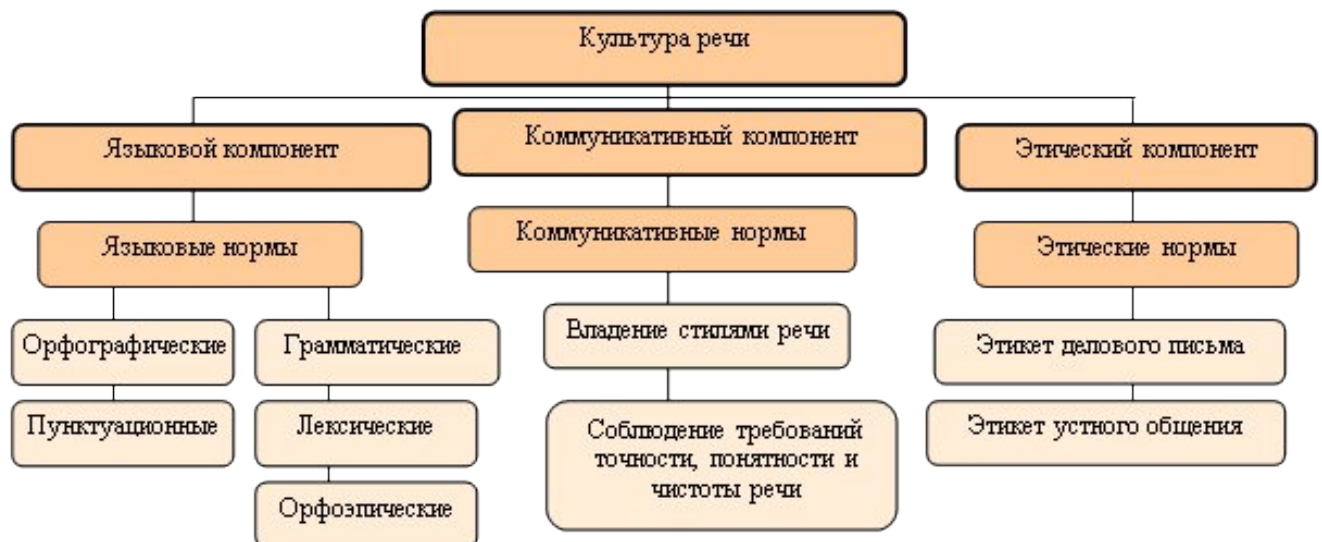 Культура речи
Языковой компонент
Коммуникативный компонент
Этический компонент
Языковые нормы
Коммуникативные нормы
Этические нормы
Орфографические
Грамматические
Владение стилями речи
Этикет делового письма
Пунктуационные
Лексические
Соблюдение требований
точности, понятности и
чистоты речи
Этикет устного общения
Орфоэпические